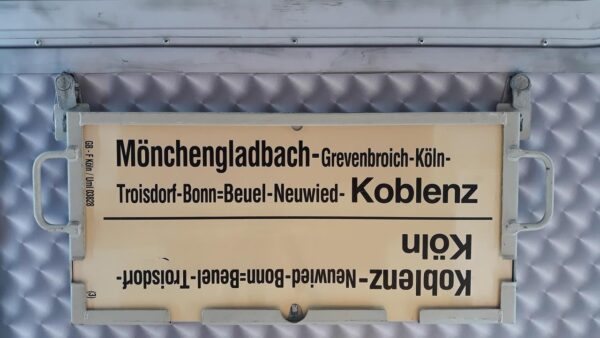 Mönchengladbach-Grevenbroich-Köln-
Troisdorf-Bonn=Beuel-Neuwied- Koblenz
Koblenz-Neuwied-Bonn=Beuel-Troisdorf-
Köln